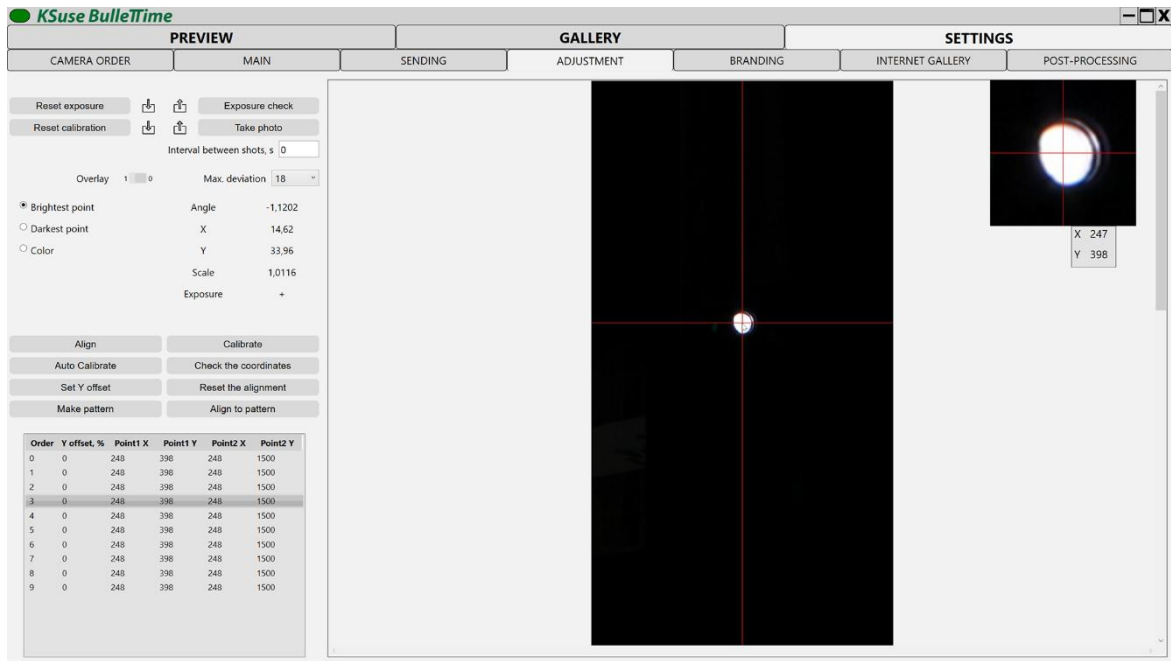 KSuse BulleTime
PREVIEW GALLERY SETTINGS
CAMERA ORDER MAIN SENDING ADJUSTMENT BRANDING INTERNET GALLERY POST-PROCESSING
Reset exposure Exposure check
Reset calibration Take photo
Interval between shots, s 0
Overlay 1 0 Max. deviation 18
Brightest point Angle -1,1202
Darkest point X 14,62
Color Y 33,96
Scale 1,0116
Exposure +
X 247
Y 398
Align Calibrate
Auto Calibrate Check the coordinates
Set Y offset Reset the alignment
Make pattern Align to pattern
Order Y offset, % Point1 X Point1 Y Point2 X Point2 Y
0 0 248 398 248 1500
1 0 248 398 248 1500
2 0 248 398 248 1500
3 0 248 398 248 1500
4 0 248 398 248 1500
5 0 248 398 248 1500
6 0 248 398 248 1500
7 0 248 398 248 1500
8 0 248 398 248 1500
9 0 248 398 248 1500